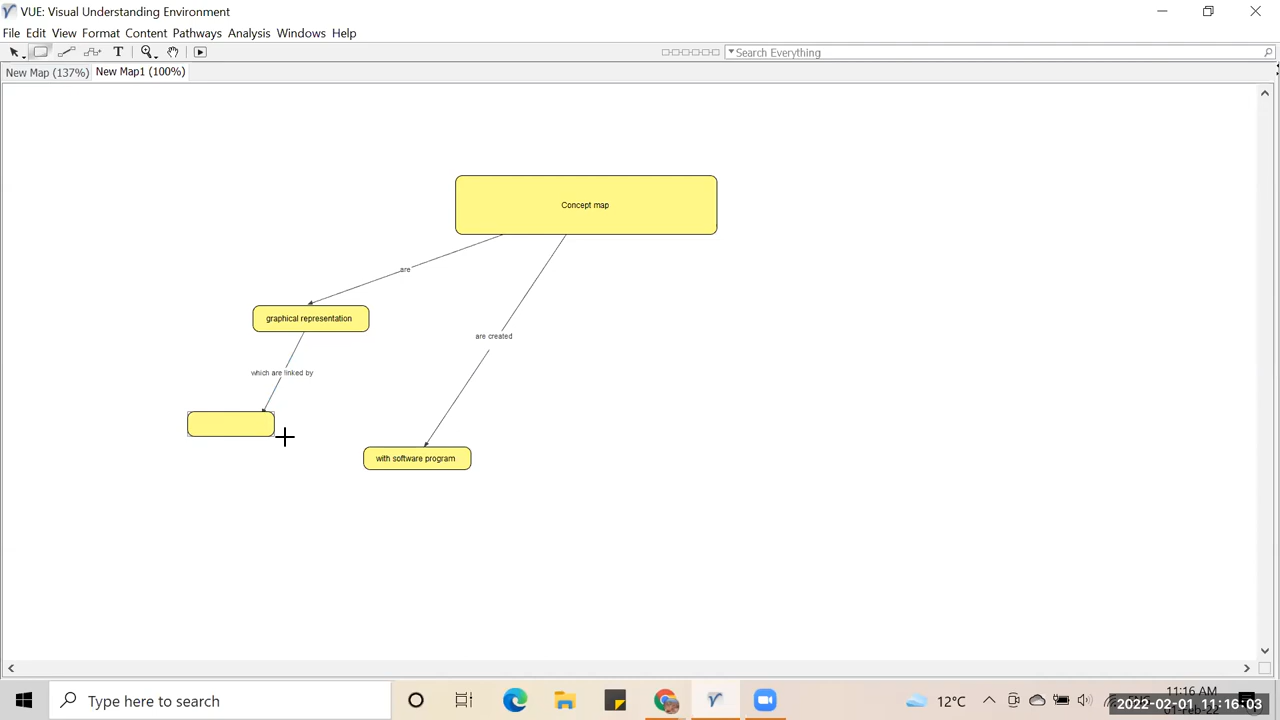 VUE: Visual Understanding Environment
File Edit View Format Content Pathways Analysis Windows Help
Search Everything
New Map (137%) New Map1 (100%)
Concept map
are
graphical representation
are created
which are linked by
with software program
Type here to search
12°C
11:16 AM
2022-02-01 11:16:03